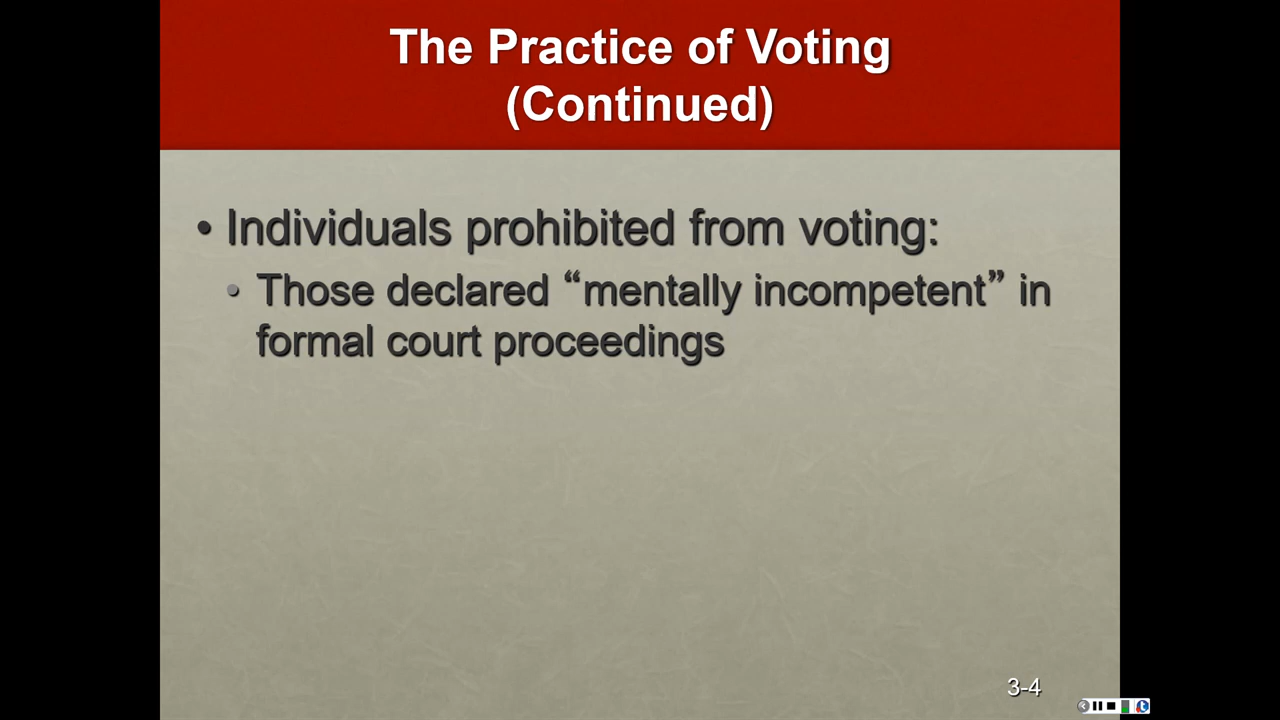 The Practice of Voting
(Continued)
• Individuals prohibited from voting:
• Those declared “mentally incompetent” in
formal court proceedings
3-4